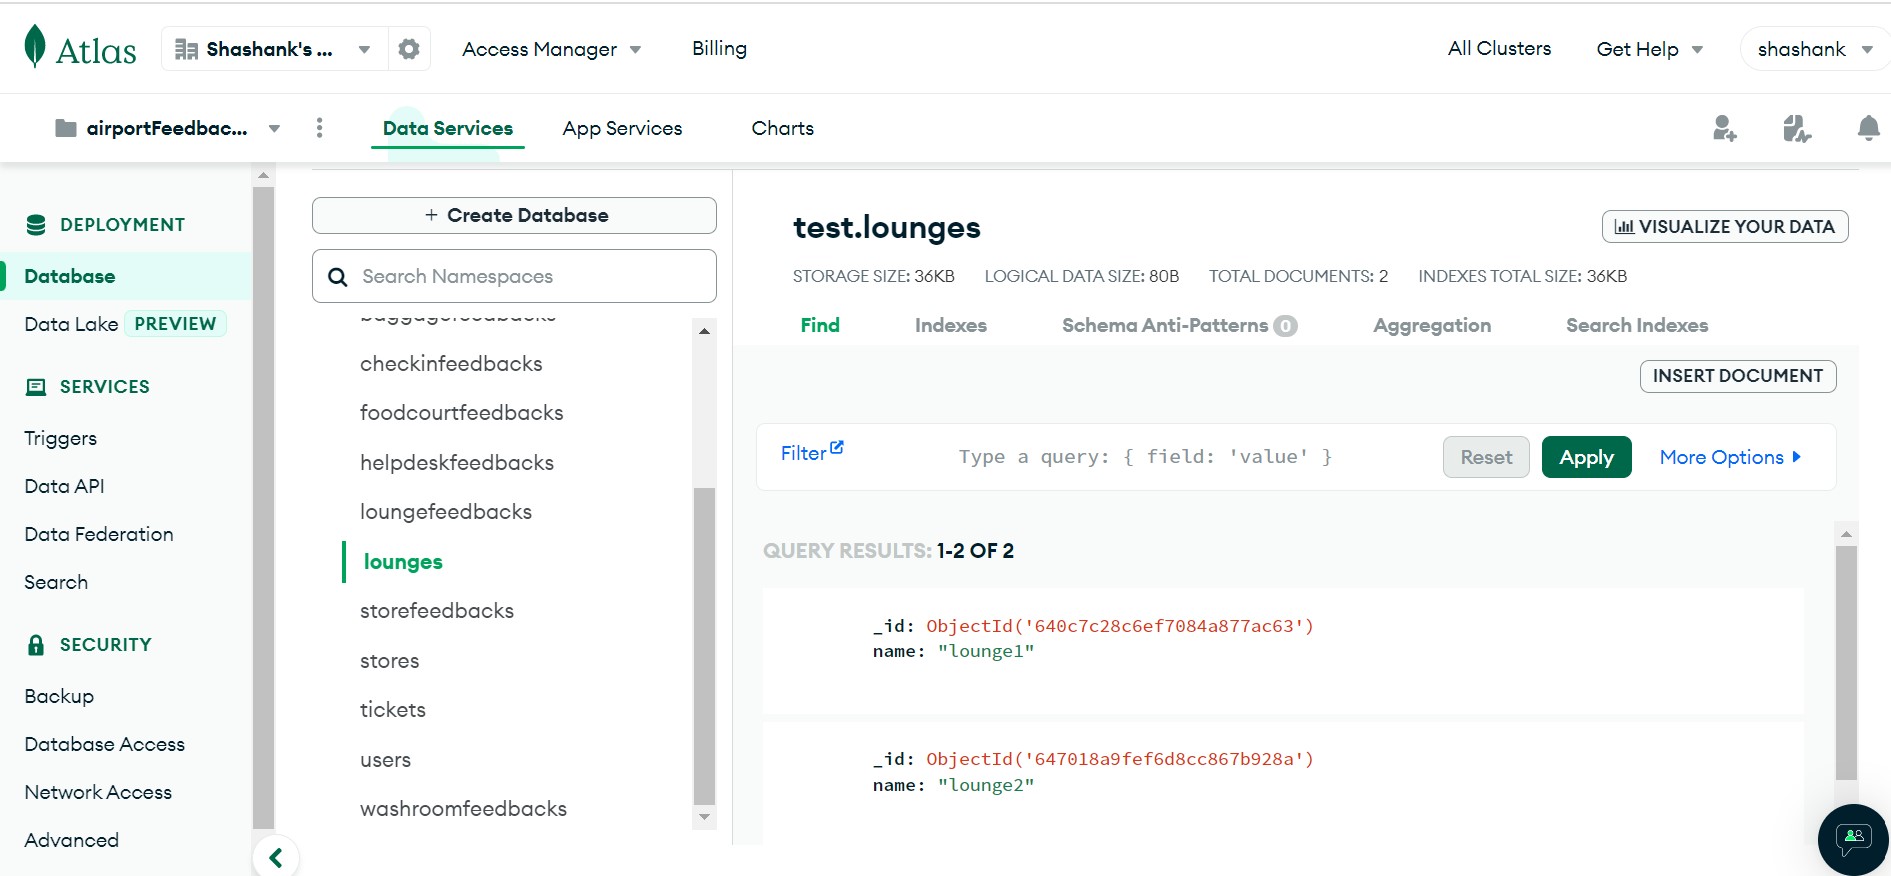 Atlas
Shashank's ...
Access Manager
Billing
All Clusters
Get Help
shashank
airportFeedbac...
Data Services
App Services
Charts
DEPLOYMENT
Database
Data Lake PREVIEW
SERVICES
Triggers
Data API
Data Federation
Search
SECURITY
Backup
Database Access
Network Access
Advanced
+ Create Database
Search Namespaces
baggagefeedbacks
checkinfeedbacks
foodcourtfeedbacks
helpdeskfeedbacks
loungefeedbacks
lounges
storefeedbacks
stores
tickets
users
washroomfeedbacks
test.lounges
VISUALIZE YOUR DATA
STORAGE SIZE: 36KB LOGICAL DATA SIZE: 80B TOTAL DOCUMENTS: 2 INDEXES TOTAL SIZE: 36KB
Find
Indexes
Schema Anti-Patterns 0
Aggregation
Search Indexes
INSERT DOCUMENT
Filter
Type a query: { field: 'value' }
Reset
Apply
More Options
QUERY RESULTS: 1-2 OF 2
_id: ObjectId('640c7c28c6ef7084a877ac63')
name: "lounge1"
_id: ObjectId('647018a9fef6d8cc867b928a')
name: "lounge2"